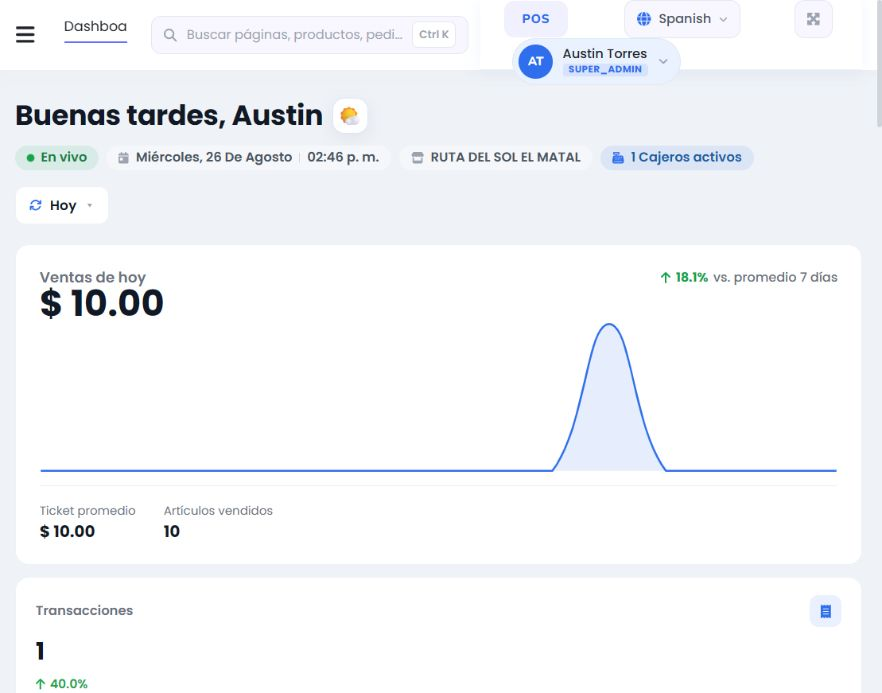 Dashboa
Buscar páginas, productos, pedi...
Ctrl K
POS
Spanish
AT
Austin Torres
SUPER_ADMIN
Buenas tardes, Austin
En vivo
Miércoles, 26 De Agosto | 02:46 p. m.
RUTA DEL SOL EL MATAL
1 Cajeros activos
Hoy
Ventas de hoy
18.1% vs. promedio 7 días
$ 10.00
Ticket promedio
Artículos vendidos
$ 10.00
10
Transacciones
1
40.0%